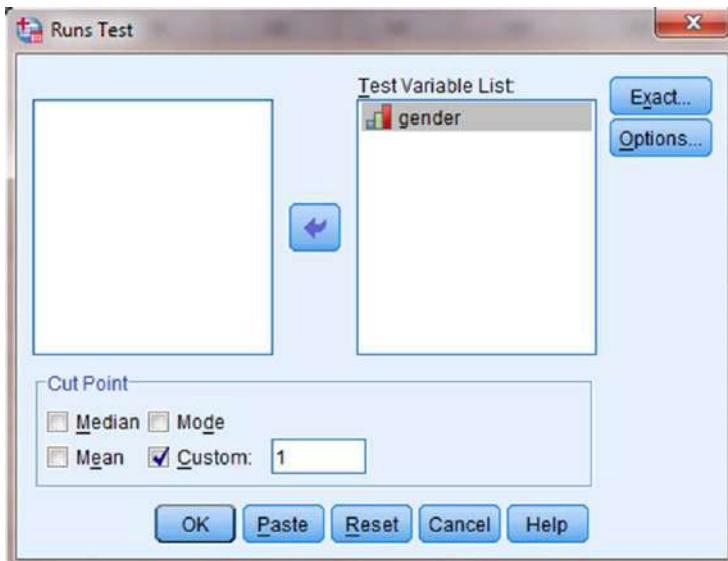 Runs Test
Test Variable List:
gender
Exact...
Options...
Cut Point
Median Mode
Mean Custom: 1
OK Paste Reset Cancel Help